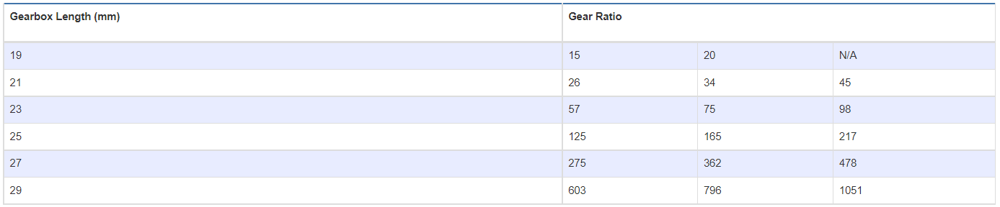 Gearbox Length (mm) Gear Ratio
19 15 20 N/A
21 26 34 45
23 57 75 98
25 125 165 217
27 275 362 478
29 603 796 1051